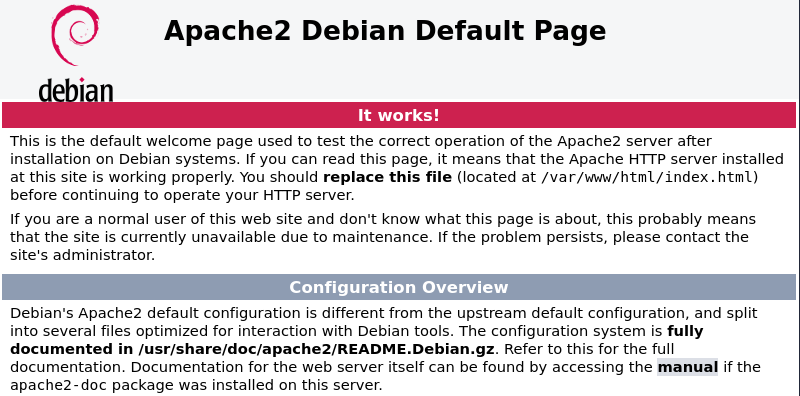 debian
Apache2 Debian Default Page
It works!
This is the default welcome page used to test the correct operation of the Apache2 server after
installation on Debian systems. If you can read this page, it means that the Apache HTTP server installed
at this site is working properly. You should replace this file (located at /var/www/html/index.html)
before continuing to operate your HTTP server.
If you are a normal user of this web site and don't know what this page is about, this probably means
that the site is currently unavailable due to maintenance. If the problem persists, please contact the
site's administrator.
Configuration Overview
Debian's Apache2 default configuration is different from the upstream default configuration, and split
into several files optimized for interaction with Debian tools. The configuration system is fully
documented in /usr/share/doc/apache2/README.Debian.gz. Refer to this for the full
documentation. Documentation for the web server itself can be found by accessing the manual if the
apache2-doc package was installed on this server.